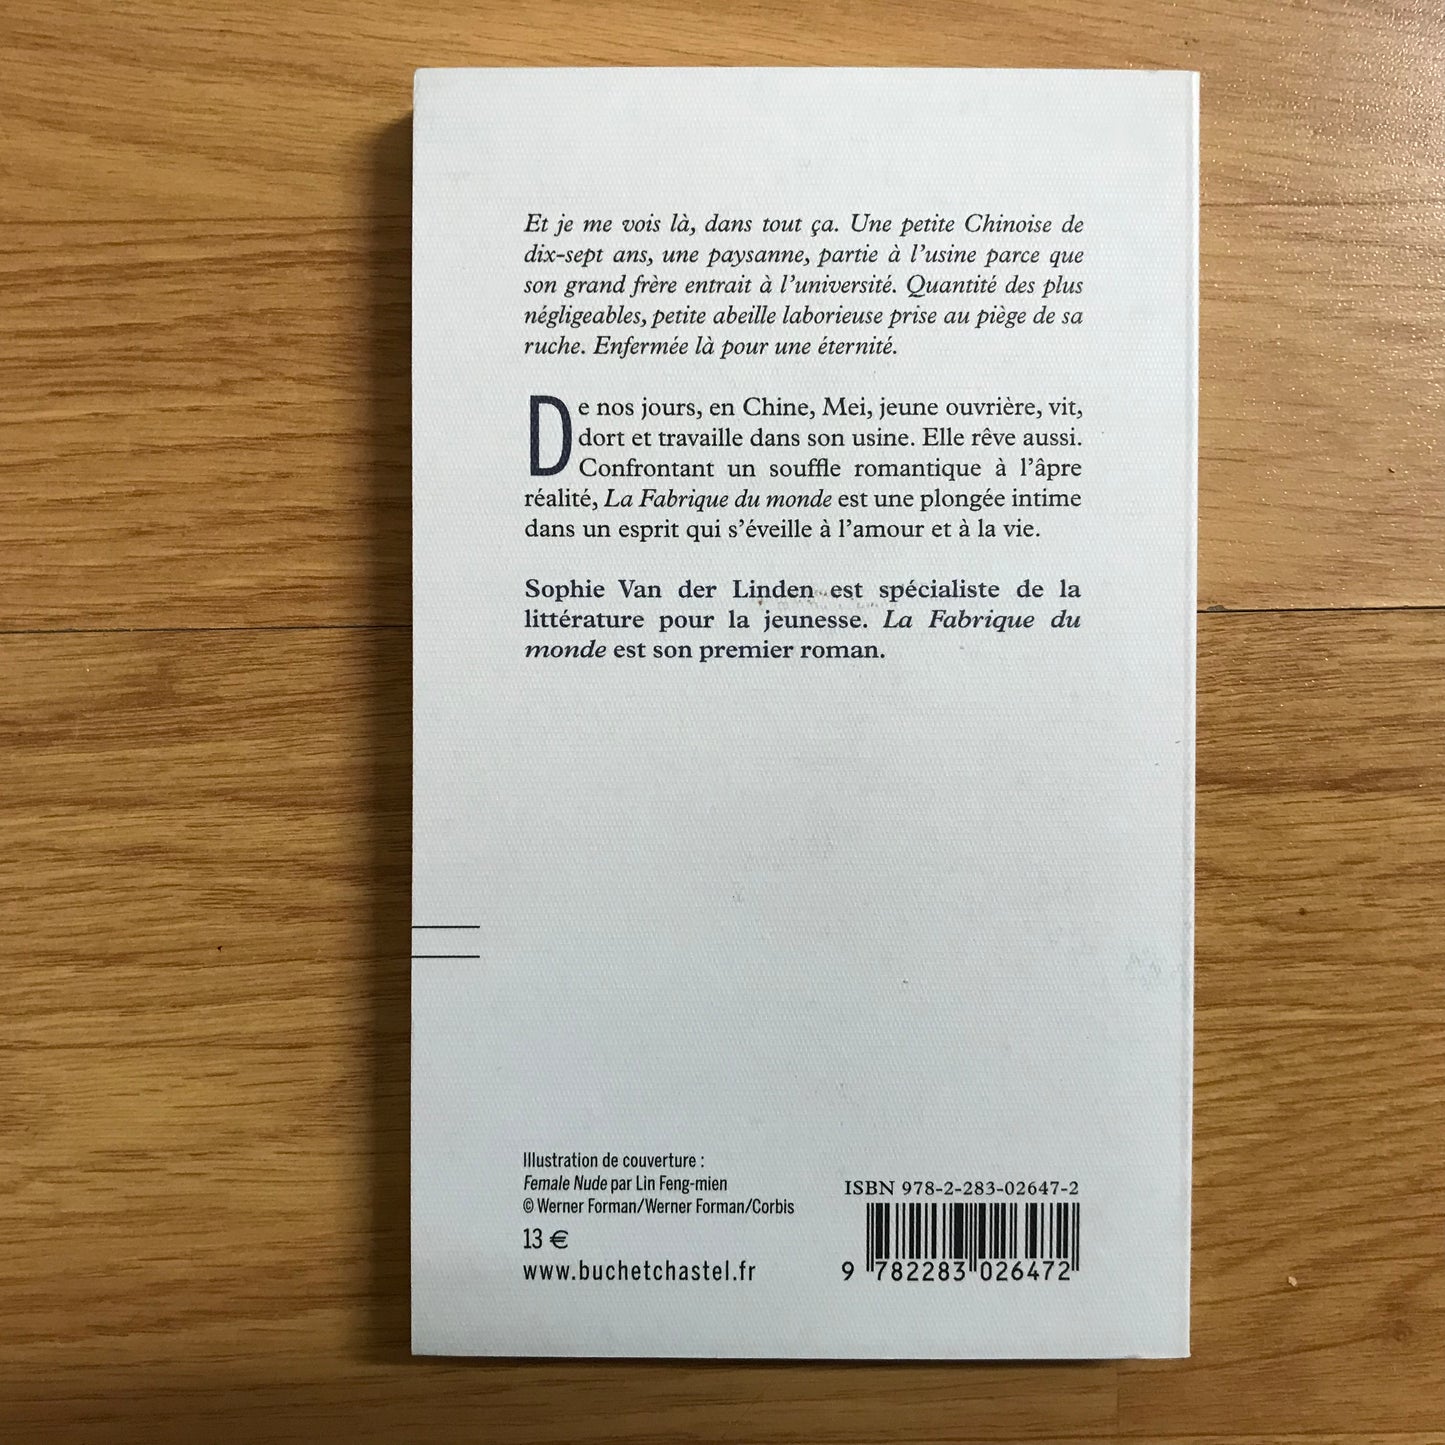 Et je me vois là, dans tout ça. Une petite Chinoise de
dix-sept ans, une paysanne, partie à l'usine parce que
son grand frère entrait à l'université. Quantité des plus
négligeables, petite abeille laborieuse prise au piège de sa
ruche. Enfermée là pour une éternité.
De nos jours, en Chine, Mei, jeune ouvrière, vit,
dort et travaille dans son usine. Elle rêve aussi.
Confrontant un souffle romantique à l'âpre
réalité, La Fabrique du monde est une plongée intime
dans un esprit qui s'éveille à l'amour et à la vie.
Sophie Van der Linden est spécialiste de la
littérature pour la jeunesse. La Fabrique du
monde est son premier roman.
Illustration de couverture :
Female Nude par Lin Feng-mien
© Werner Forman/Werner Forman/Corbis
13 €
www.buchetchastel.fr
ISBN 978-2-283-02647-2
9 782283 026472